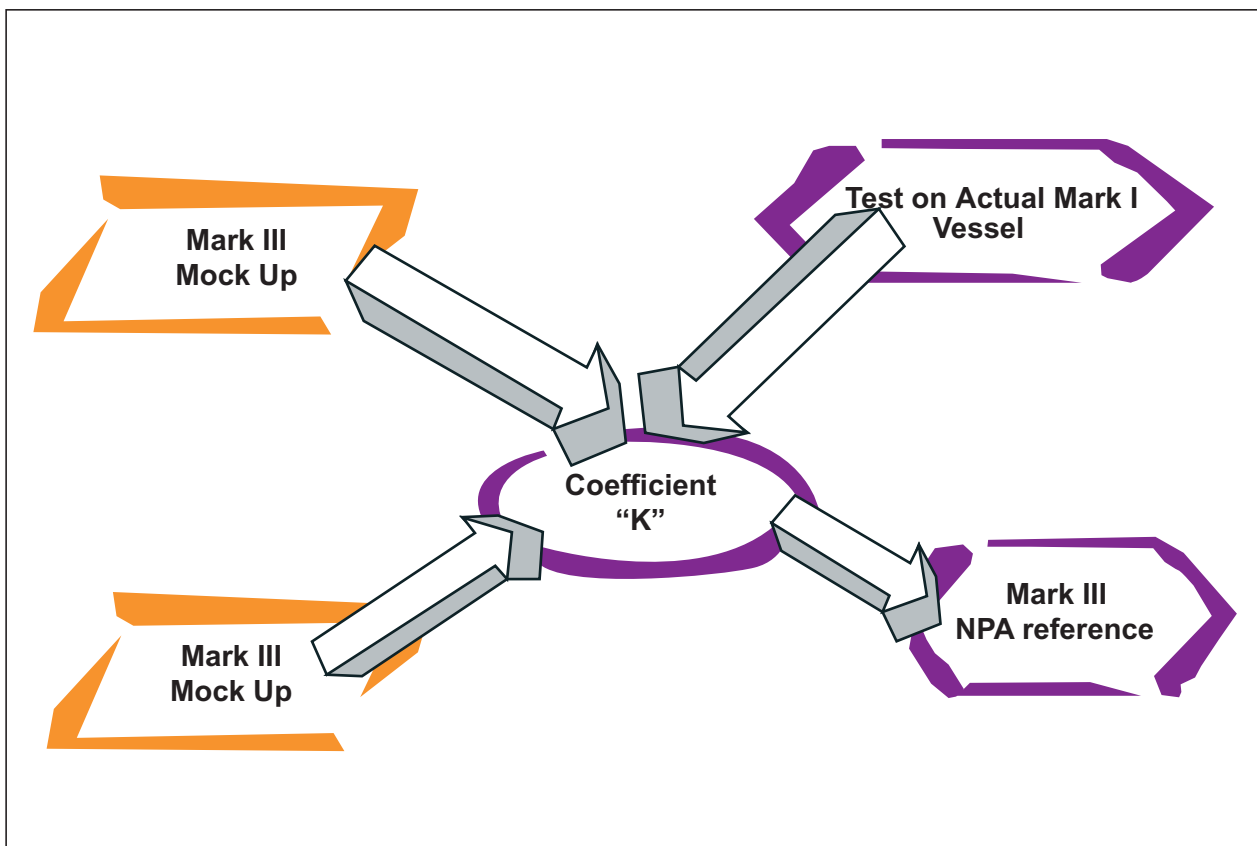 Mark III
Mock Up
Test on Actual Mark I
Vessel
Coefficient
“K”
Mark III
Mock Up
Mark III
NPA reference